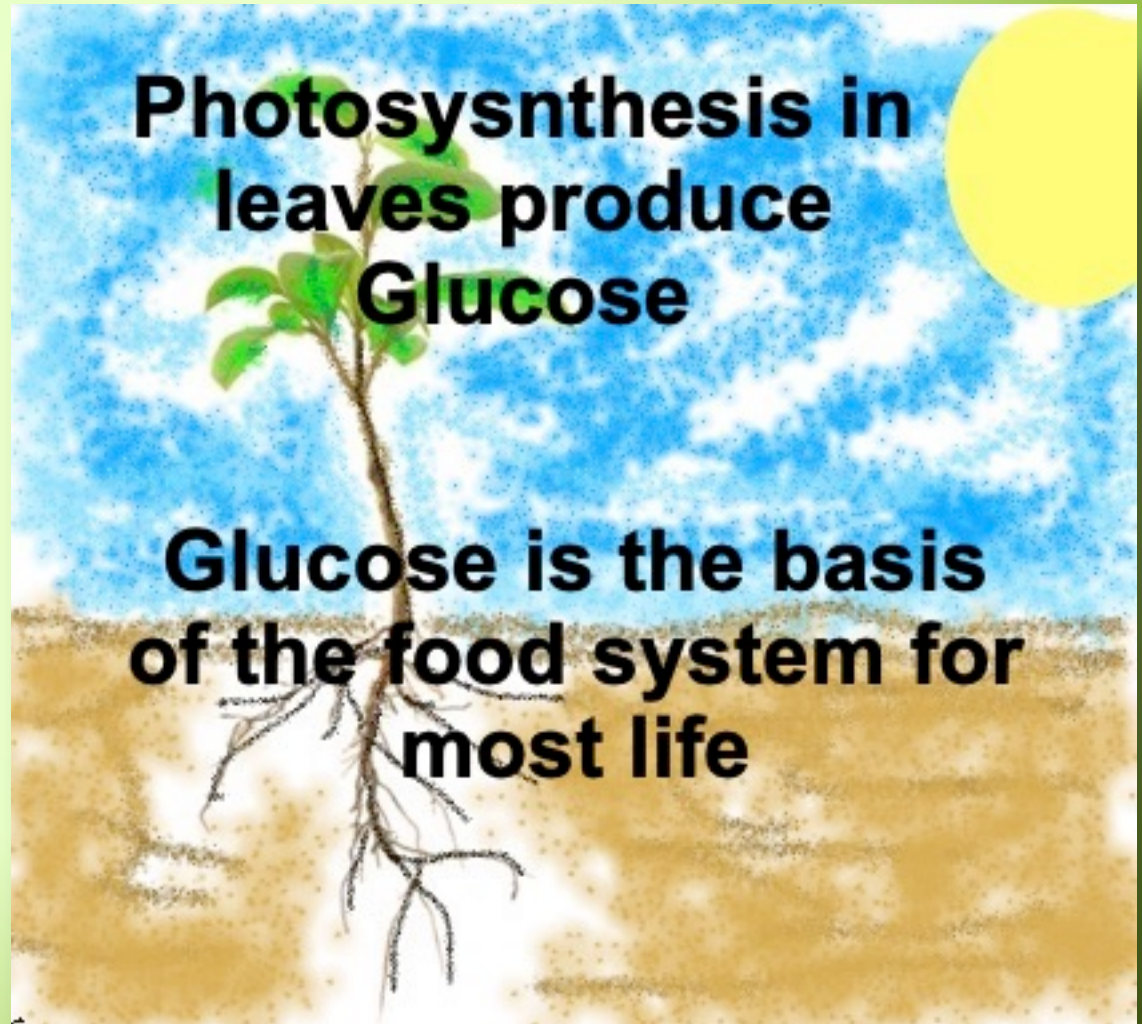 Photosysnthesis in
leaves produce
Glucose
Glucose is the basis
of the food system for
most life